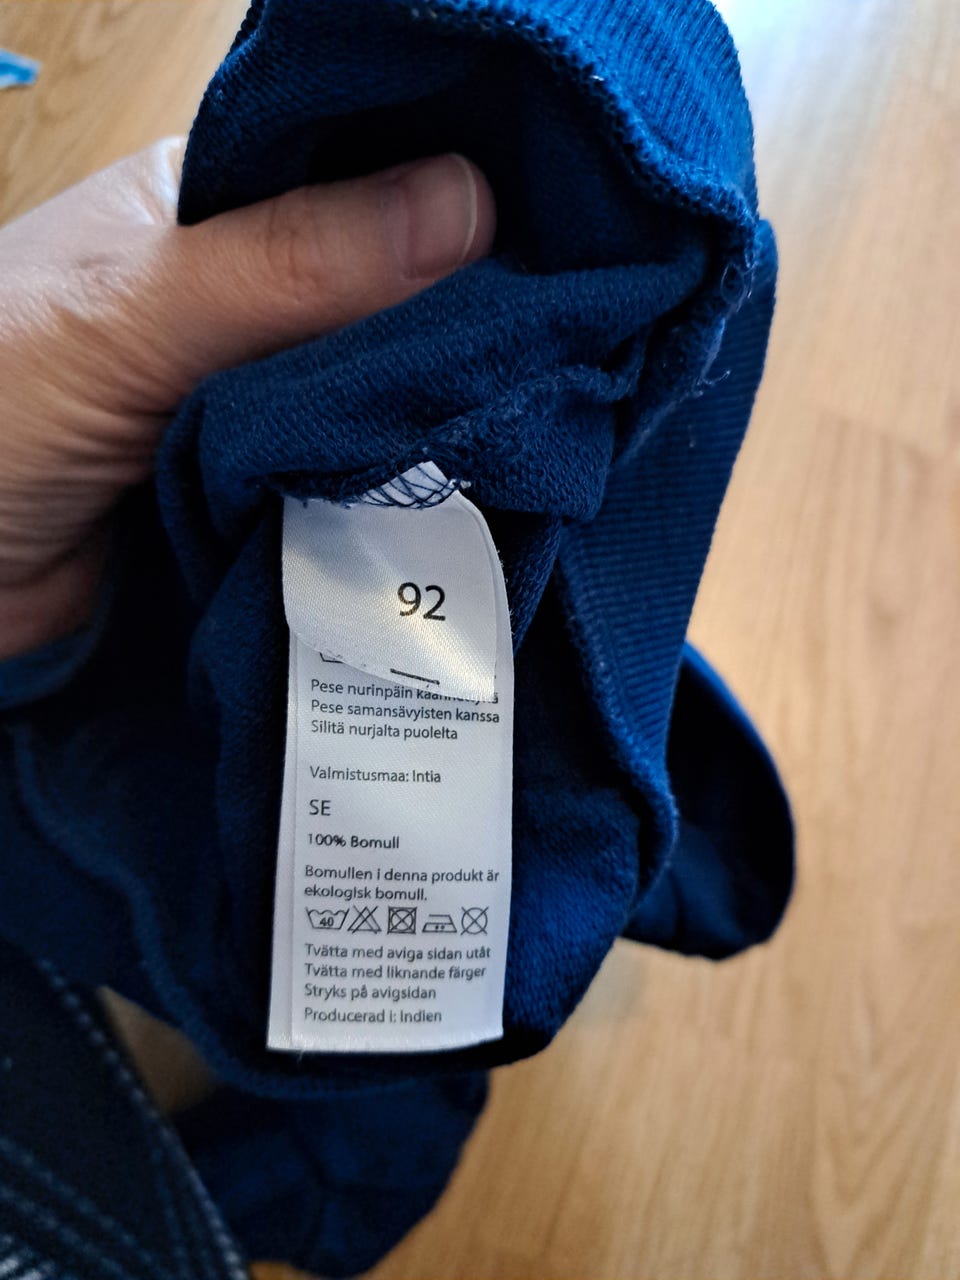 92
Pese nurinpäin
Pese samansävyisten kanssa
Silitä nurjalta puolelta
Valmistusmaa: Intia
SE
100% Bomull
Bomullen i denna produkt är
ekologisk bomull.
40
Tvätta med aviga sidan utåt
Tvätta med liknande färger
Stryks på avigsidan
Producerad i: Indien